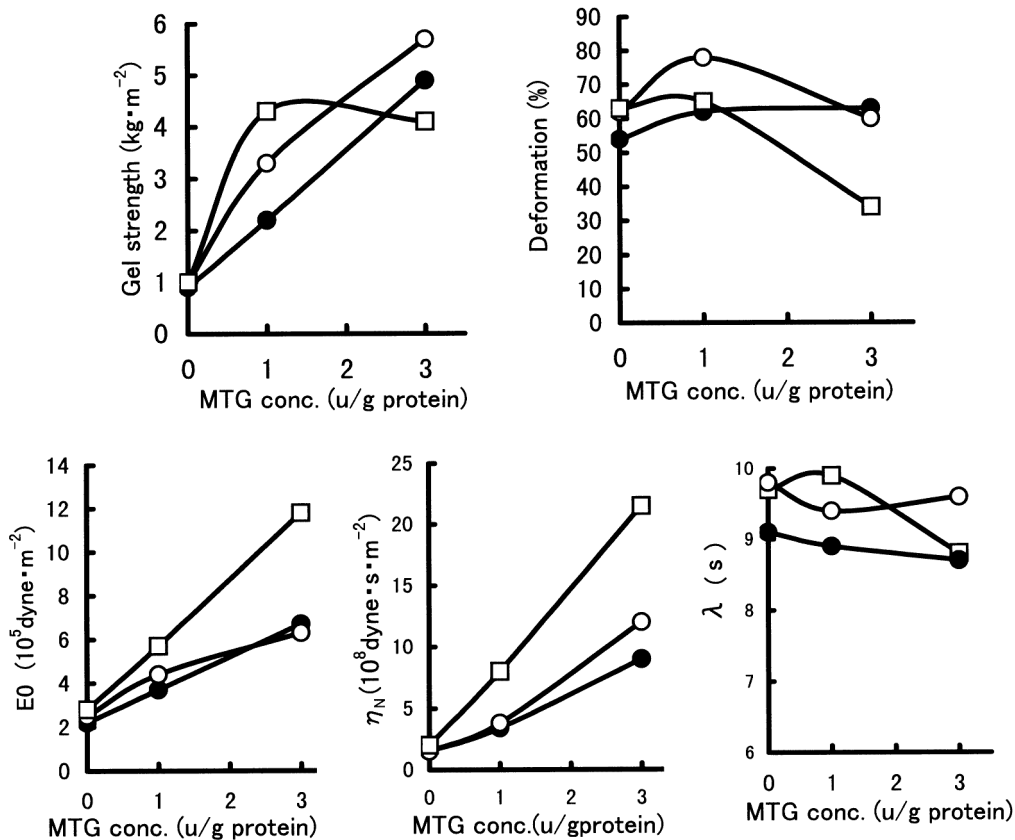 Gel strength (kg·m⁻²)
6
5
4
3
2
1
0
0 1 2 3
MTG conc. (u/g protein)
Deformation (%)
90
80
70
60
50
40
30
20
10
0
0 1 2 3
MTG conc. (u/g protein)
E0 (10⁵dyne·m⁻²)
14
12
10
8
6
4
2
0
0 1 2 3
MTG conc. (u/g protein)
ηN(10⁸dyne·s·m⁻²)
25
20
15
10
5
0
0 1 2 3
MTG conc.(u/gprotein)
λ (s)
10
9
8
7
6
0 1 2 3
MTG conc.(u/g protein)